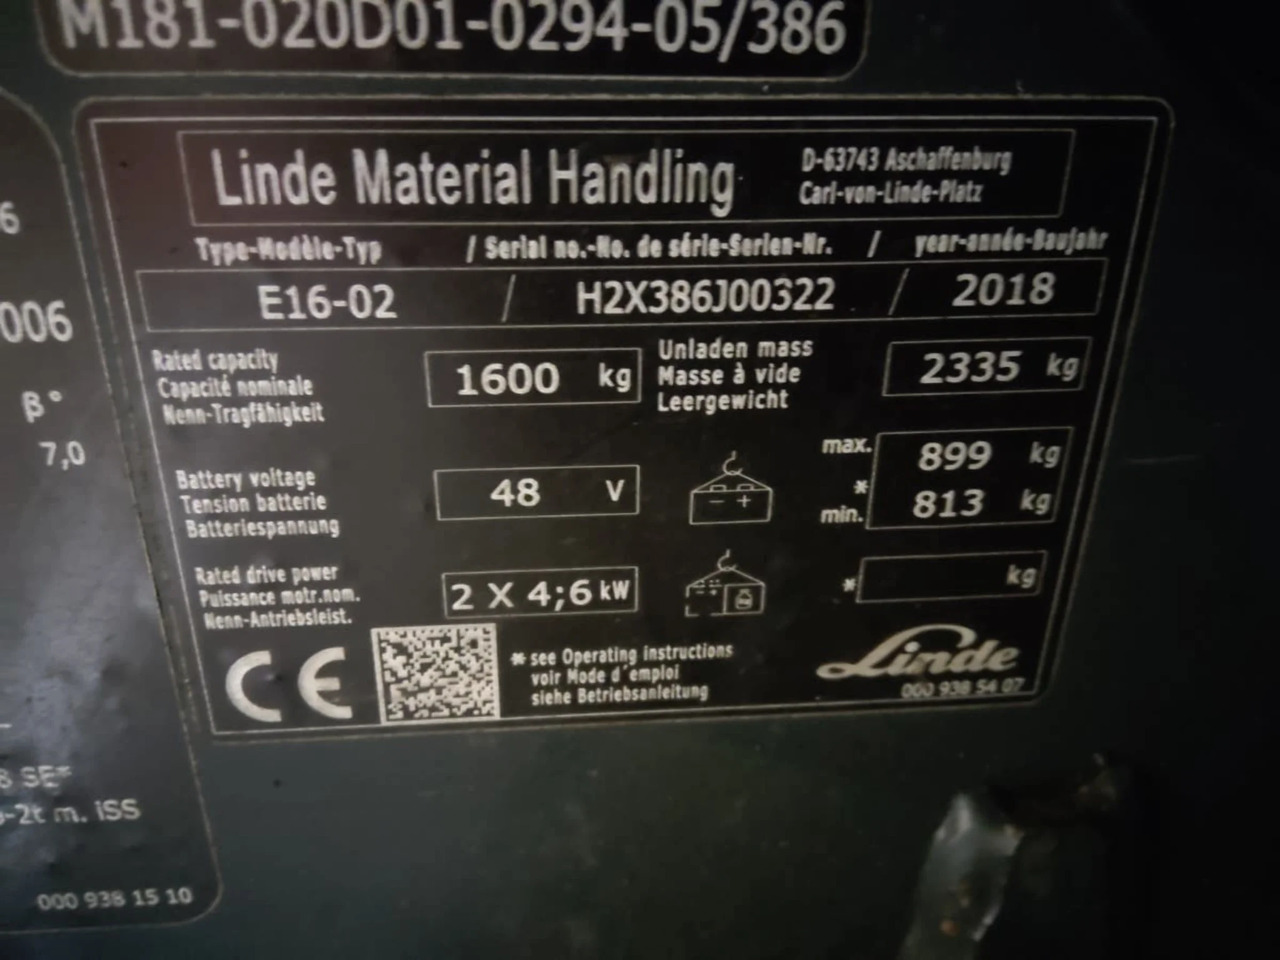 M181-020D01-0294-05/386
Linde Material Handling
D-63743 Aschaffenburg
Carl-von-Linde-Platz
Type-Modèle-Typ / Serial no.-No. de série-Serien-Nr. / year-année-Baujahr
E16-02 / H2X386J00322 / 2018
Rated capacity
Capacité nominale
Nenn-Tragfähigkeit
1600 kg
Unladen mass
Masse à vide
Leergewicht
2335 kg
Battery voltage
Tension batterie
Batteriespannung
48 V
- +
max. 899 kg
*
min. 813 kg
Rated drive power
Puissance motr.nom.
Nenn-Antriebsleist.
2 X 4;6 kW
* kg
CE
* see Operating instructions
voir Mode d'emploi
siehe Betriebsanleitung
Linde
000 938 54 07
6
006
β°
7,0
8 SE*
-2t m. iSS
000 938 15 10